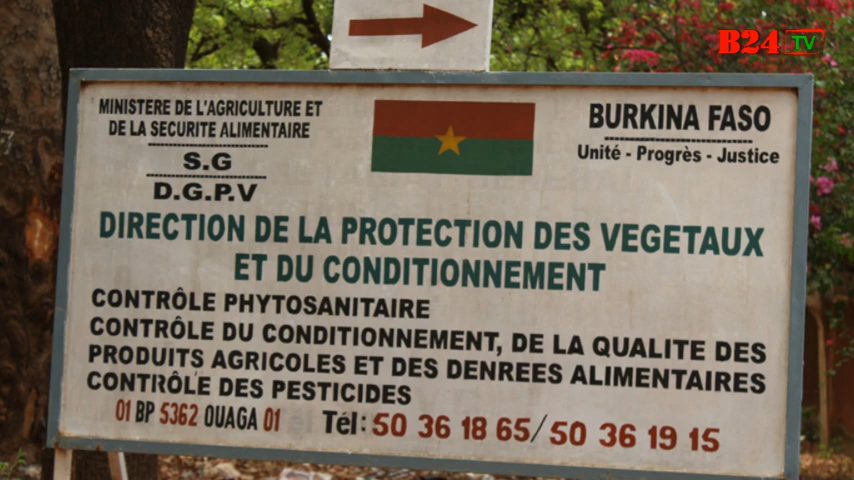 B24 TV
MINISTERE DE L'AGRICULTURE ET
DE LA SECURITE ALIMENTAIRE
S.G
D.G.P.V
BURKINA FASO
Unité - Progrès - Justice
DIRECTION DE LA PROTECTION DES VEGETAUX
ET DU CONDITIONNEMENT
CONTRÔLE PHYTOSANITAIRE
CONTRÔLE DU CONDITIONNEMENT, DE LA QUALITE DES
PRODUITS AGRICOLES ET DES DENREES ALIMENTAIRES
CONTRÔLE DES PESTICIDES
01 BP 5362 OUAGA 01 Tél: 50 36 18 65/50 36 19 15